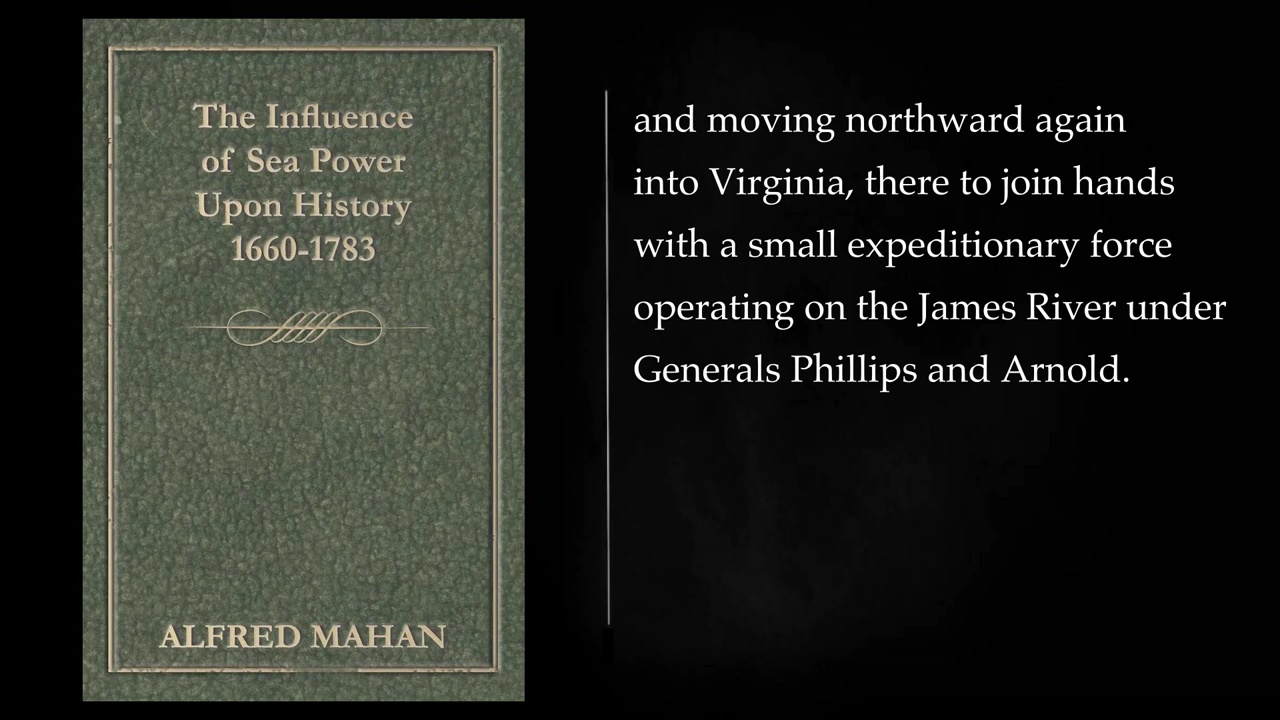 The Influence
of Sea Power
Upon History
1660-1783
ALFRED MAHAN
and moving northward again
into Virginia, there to join hands
with a small expeditionary force
operating on the James River under
Generals Phillips and Arnold.